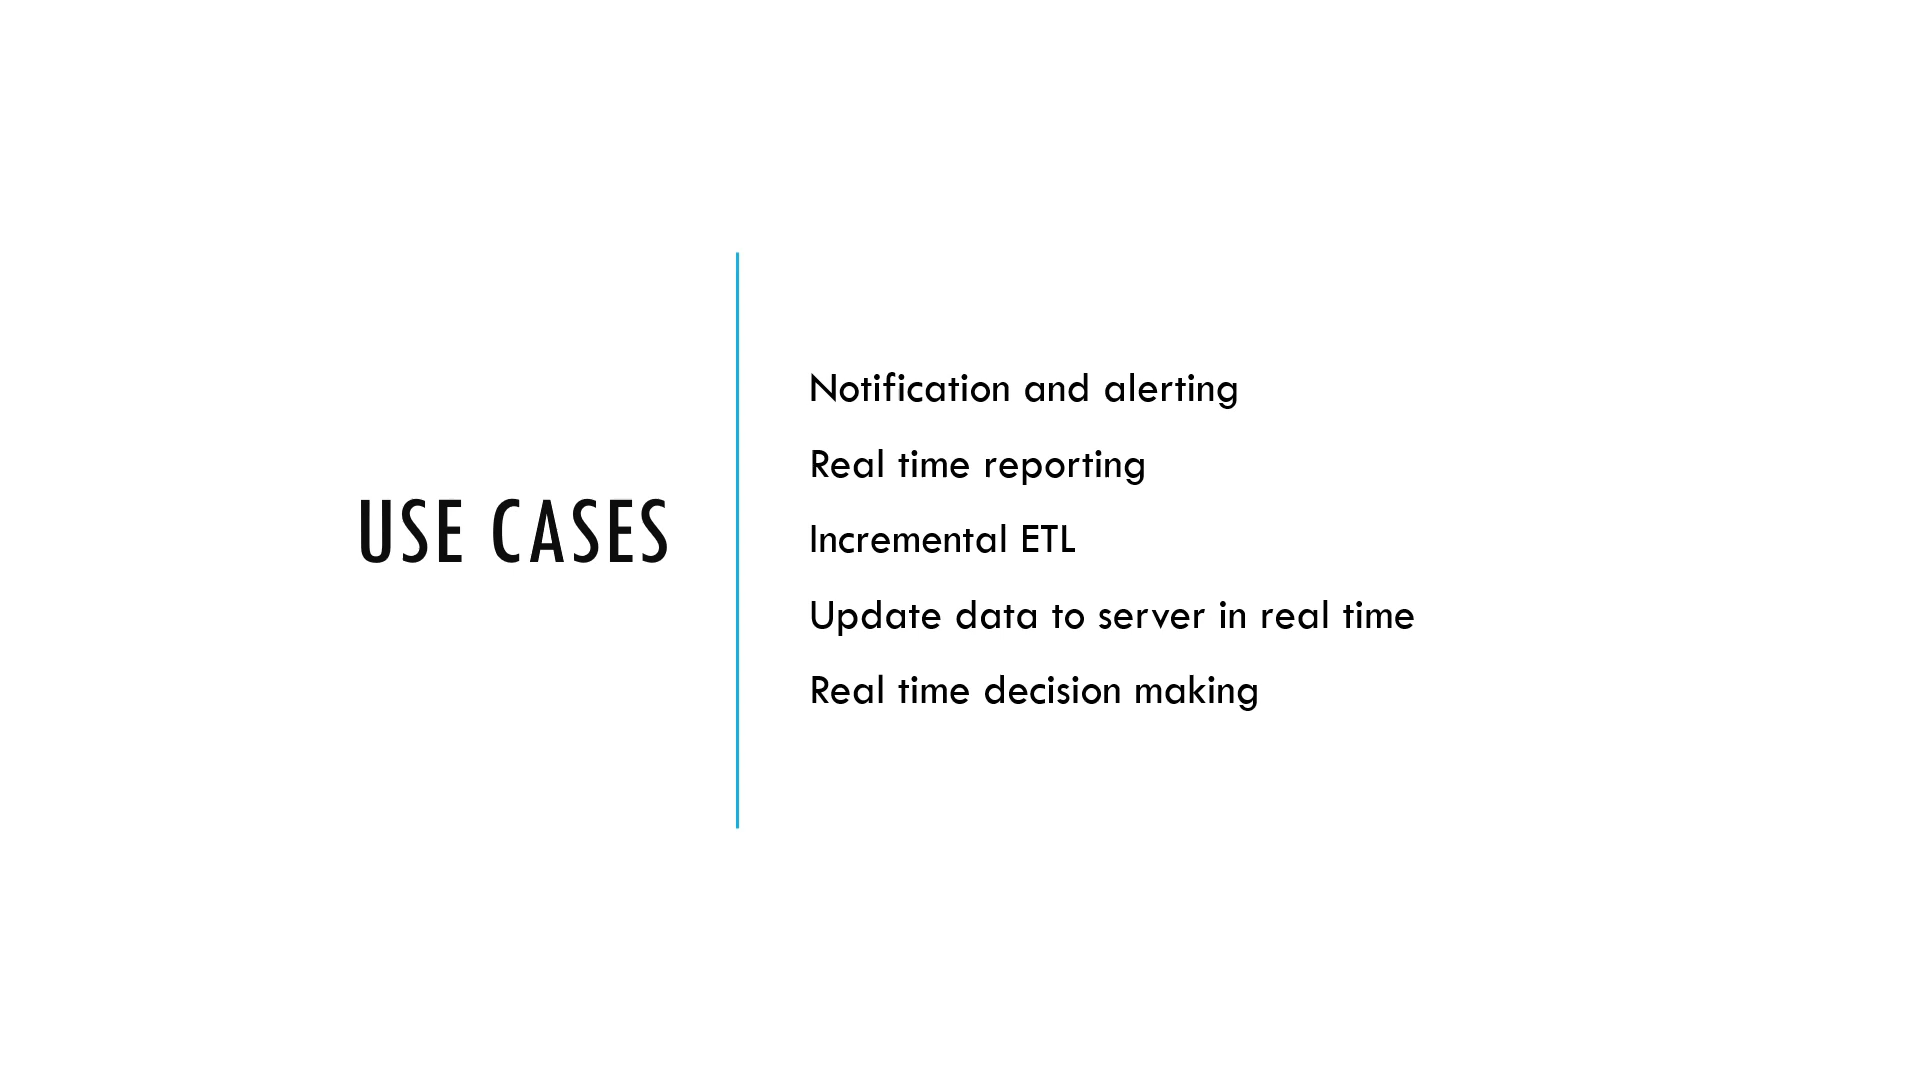 USE CASES
Notification and alerting
Real time reporting
Incremental ETL
Update data to server in real time
Real time decision making